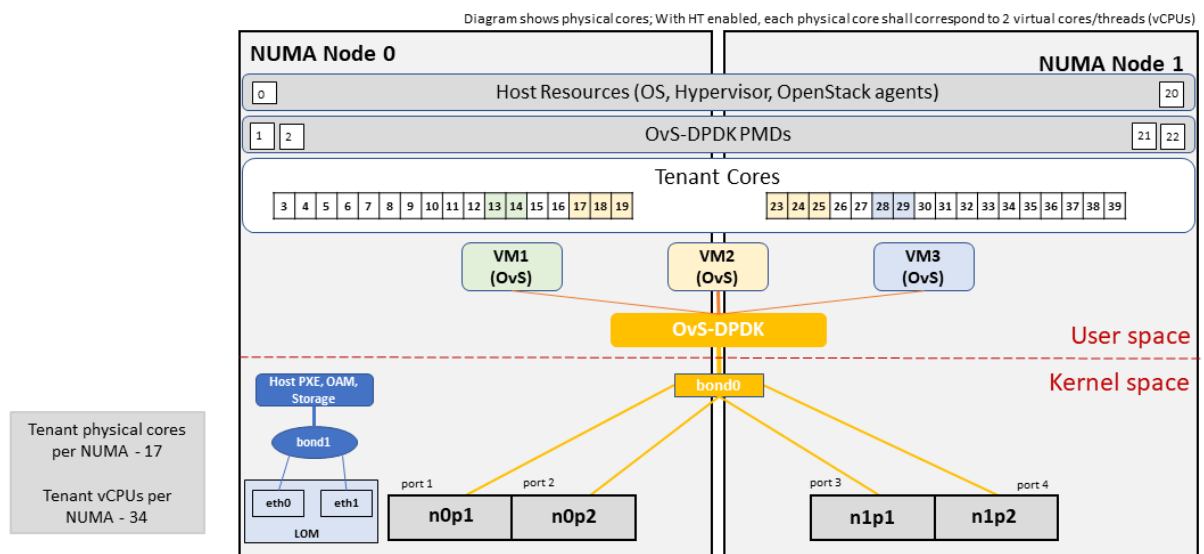 Diagram shows physical cores; With HT enabled, each physical core shall correspond to 2 virtual cores/threads (vCPUs)
NUMA Node 0
NUMA Node 1
0
Host Resources (OS, Hypervisor, OpenStack agents)
20
1 2
OvS-DPDK PMDs
21 22
Tenant Cores
3 4 5 6 7 8 9 10 11 12 13 14 15 16 17 18 19
23 24 25 26 27 28 29 30 31 32 33 34 35 36 37 38 39
VM1
(OvS)
VM2
(OvS)
VM3
(OvS)
OvS-DPDK
User space
Kernel space
Host PXE, OAM,
Storage
bond0
bond1
Tenant physical cores
per NUMA - 17
Tenant vCPUs per
NUMA - 34
eth0
eth1
LOM
port 1
port 2
port 3
port 4
n0p1
n0p2
n1p1
n1p2